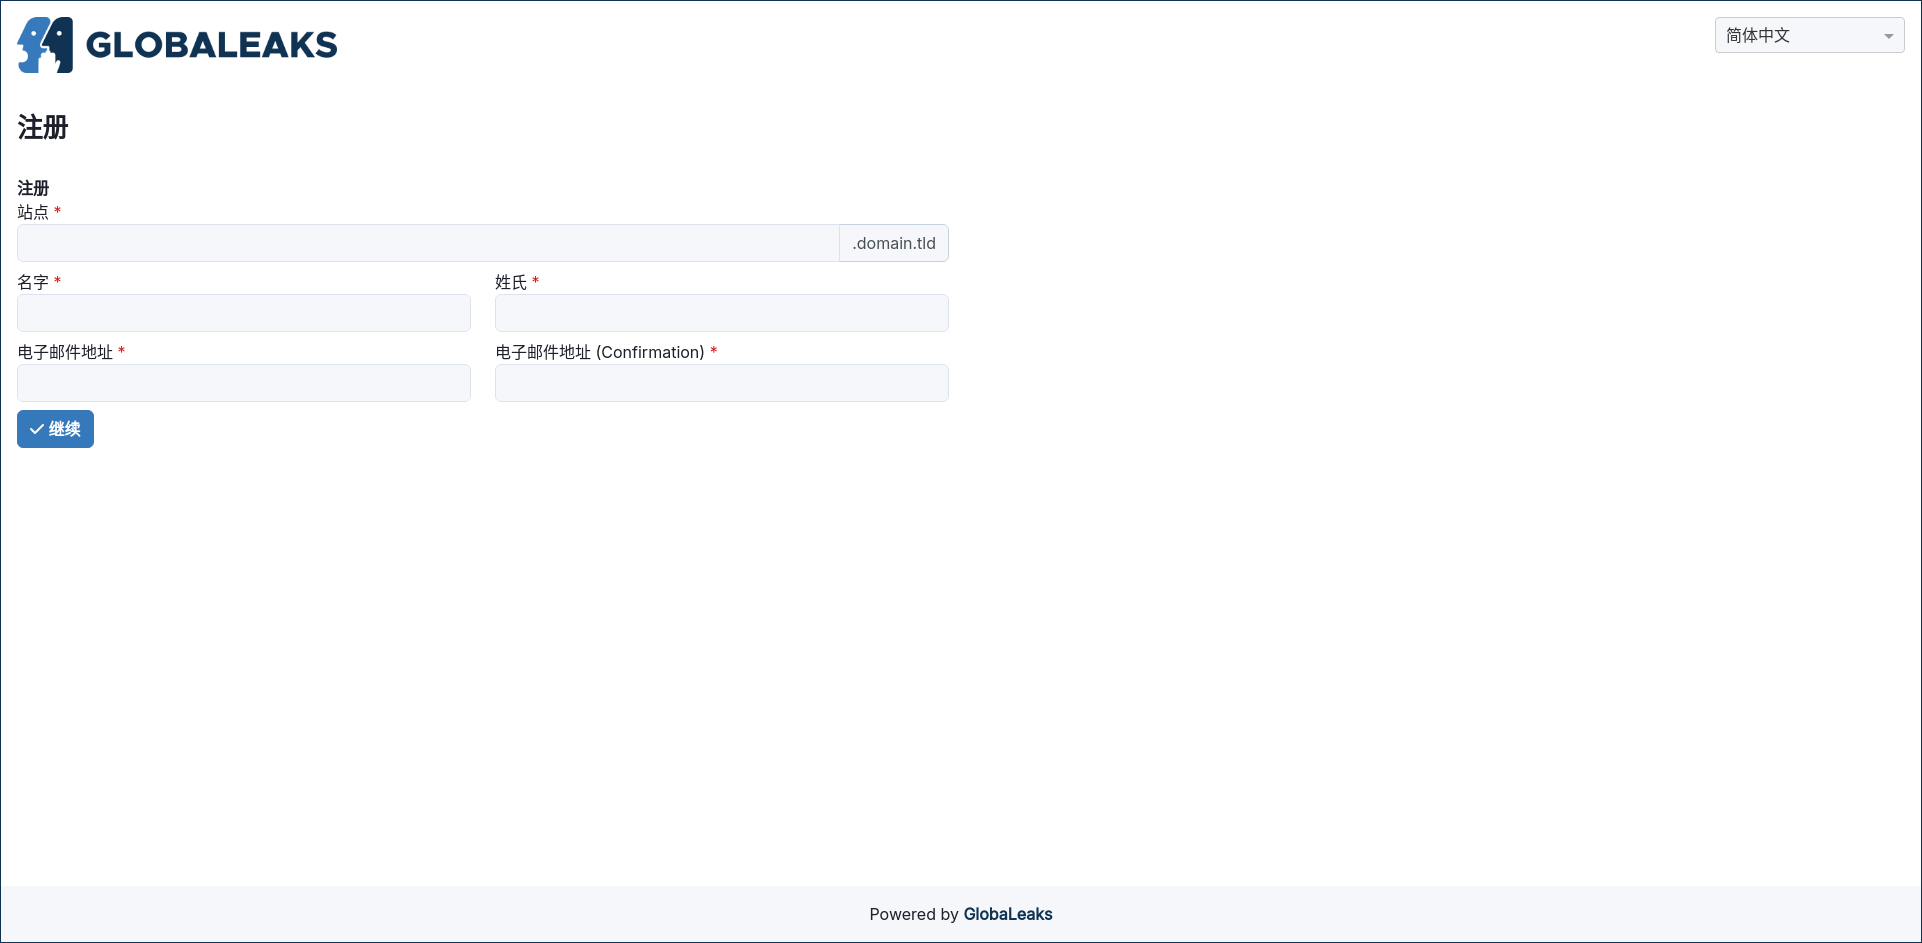 GLOBALEAKS
简体中文
注册
注册
站点 *
.domain.tld
名字 *
姓氏 *
电子邮件地址 *
电子邮件地址 (Confirmation) *
继续
Powered by GlobaLeaks